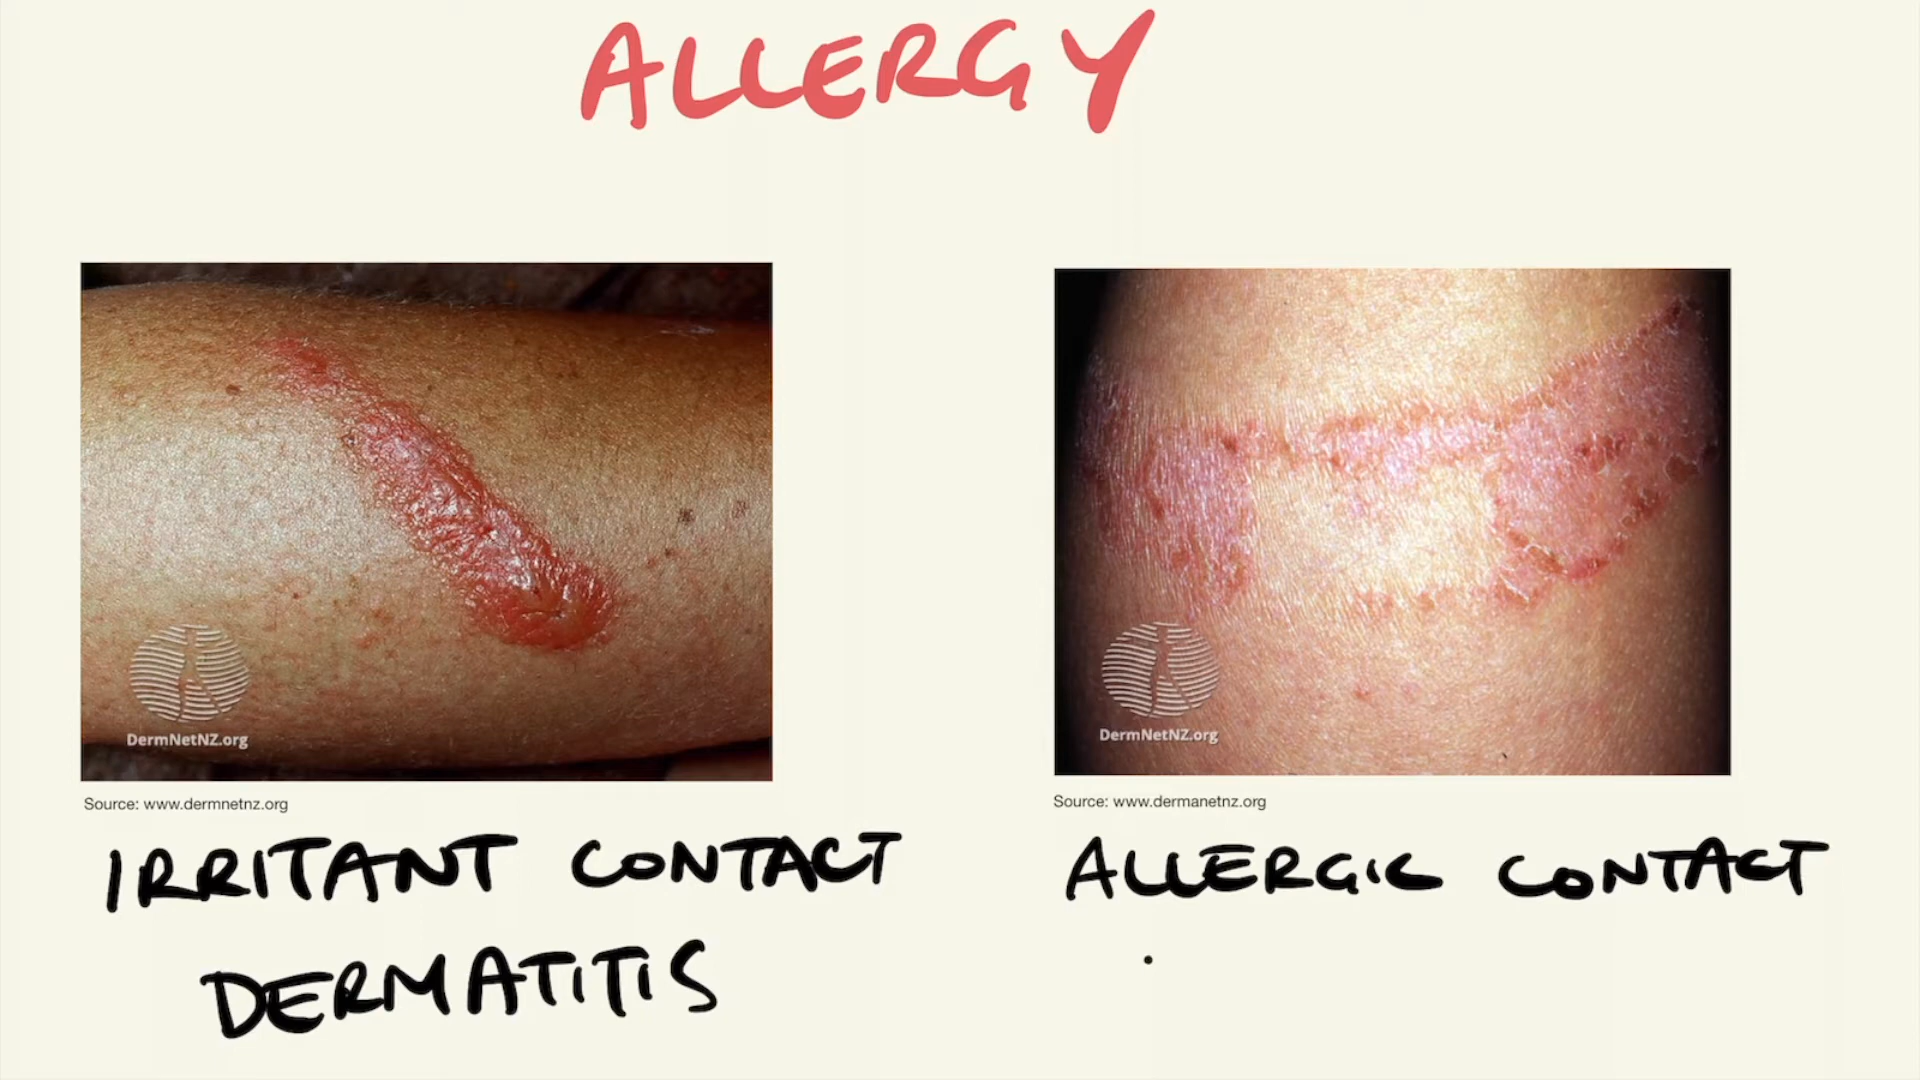 ALLERGY
DermNetNZ.org
DermNetNZ.org
Source: www.dermnetnz.org
Source: www.dermanetnz.org
IRRITANT CONTACT
DERMATITIS
ALLERGIC CONTACT